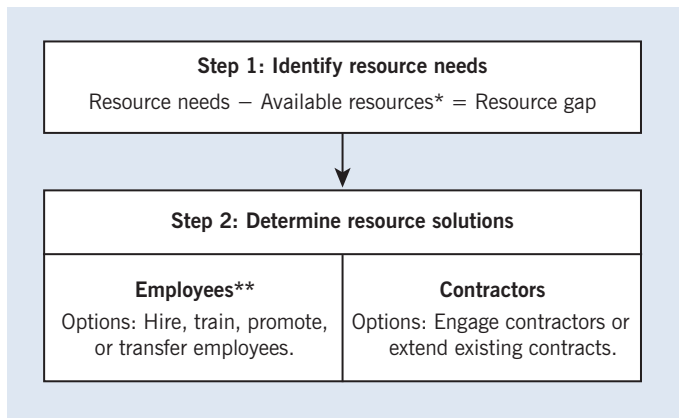 Step 1: Identify resource needs
Resource needs − Available resources* = Resource gap
Step 2: Determine resource solutions
Employees**
Options: Hire, train, promote,
or transfer employees.
Contractors
Options: Engage contractors or
extend existing contracts.